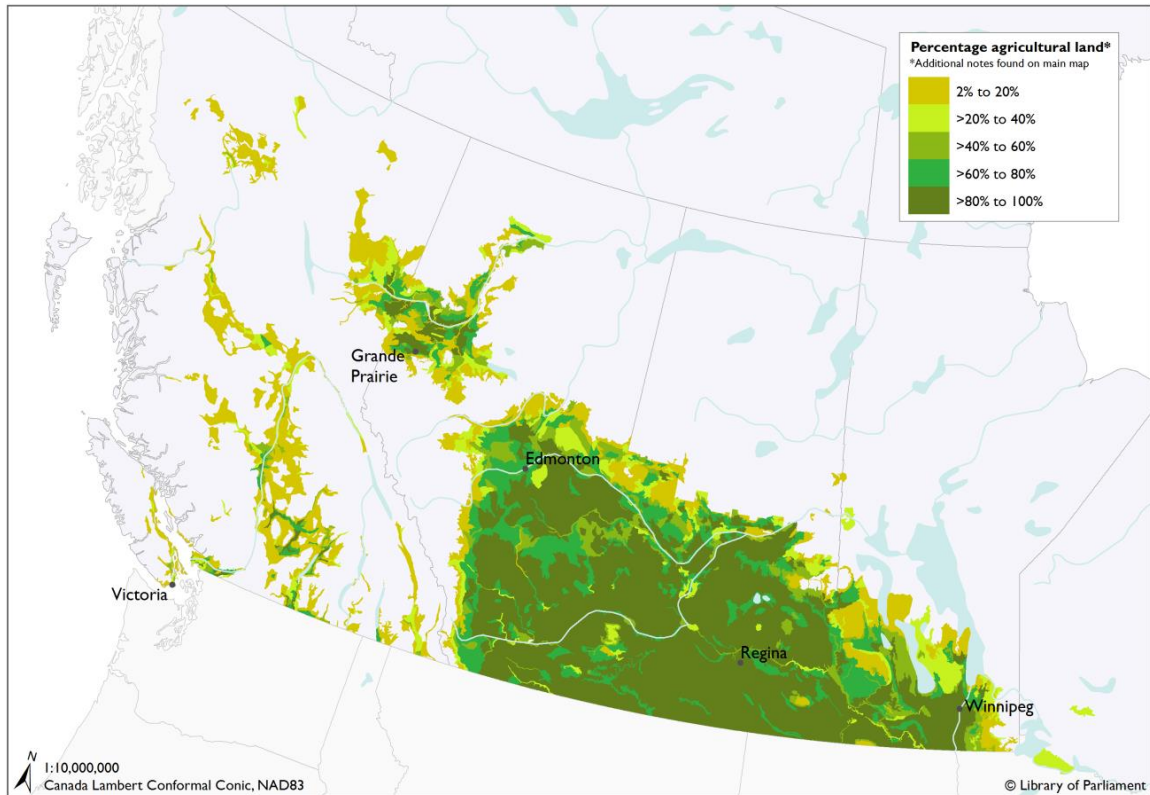 Percentage agricultural land*
*Additional notes found on main map
2% to 20%
>20% to 40%
>40% to 60%
>60% to 80%
>80% to 100%
Grande
Prairie
Edmonton
Victoria
Regina
Winnipeg
N
1:10,000,000
Canada Lambert Conformal Conic, NAD83
© Library of Parliament